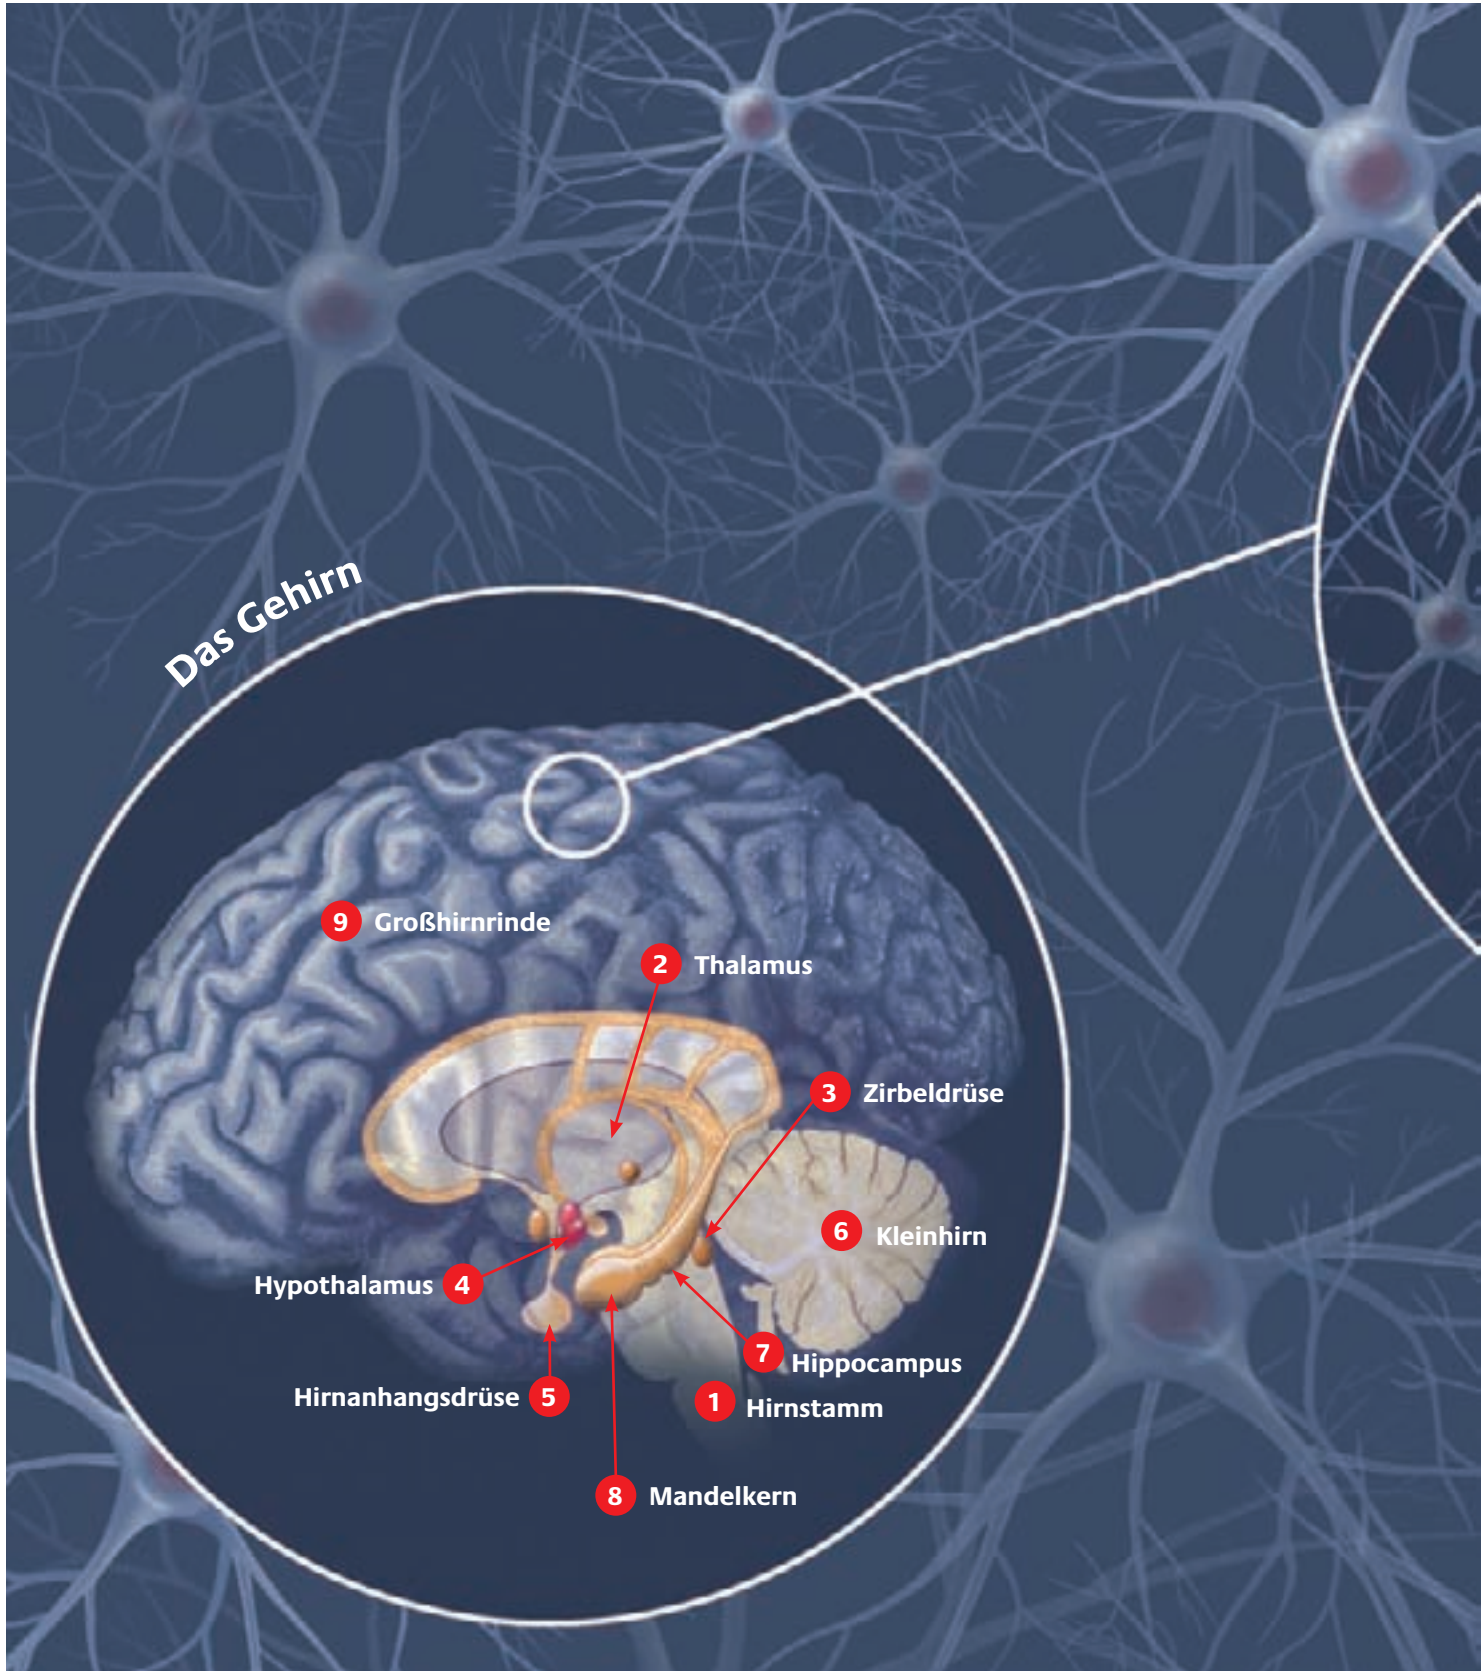 Das Gehirn
9 Großhirnrinde
2 Thalamus
3 Zirbeldrüse
6 Kleinhirn
Hypothalamus 4
7 Hippocampus
Hirnanhangsdrüse 5
1 Hirnstamm
8 Mandelkern